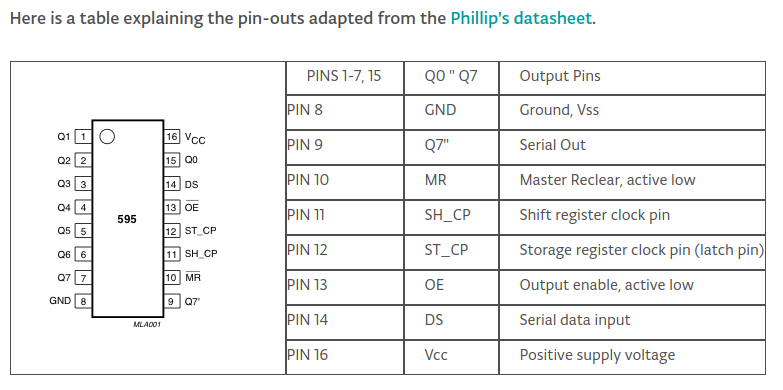 Here is a table explaining the pin-outs adapted from the Phillip's datasheet.
Q1 1 16 VCC
Q2 2 15 Q0
Q3 3 14 DS
Q4 4 13 OE
595
Q5 5 12 ST_CP
Q6 6 11 SH_CP
Q7 7 10 MR
GND 8 9 Q7'
MLA001
PINS 1-7, 15 Q0 " Q7 Output Pins
PIN 8 GND Ground, Vss
PIN 9 Q7" Serial Out
PIN 10 MR Master Reclear, active low
PIN 11 SH_CP Shift register clock pin
PIN 12 ST_CP Storage register clock pin (latch pin)
PIN 13 OE Output enable, active low
PIN 14 DS Serial data input
PIN 16 Vcc Positive supply voltage